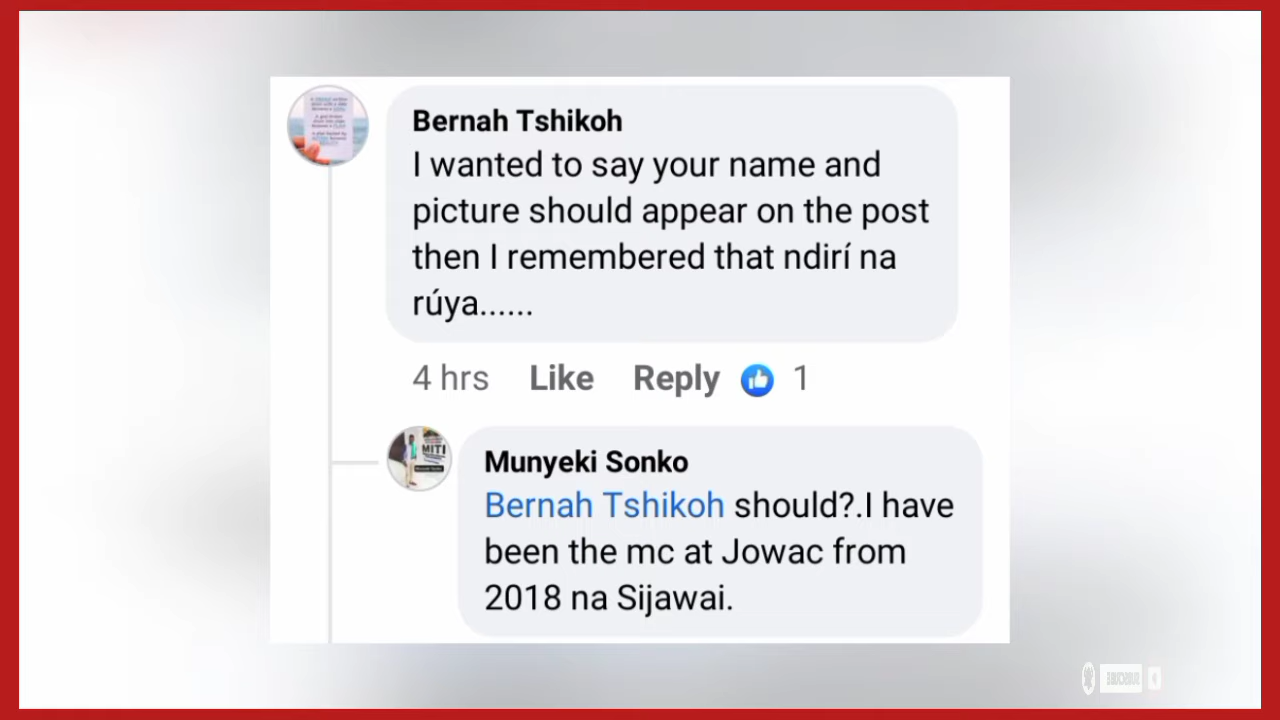 Bernah Tshikoh
I wanted to say your name and
picture should appear on the post
then I remembered that ndirí na
rúya......
4 hrs Like Reply 1
MITI
Munyeki Sonko
Bernah Tshikoh should?.I have
been the mc at Jowac from
2018 na Sijawai.